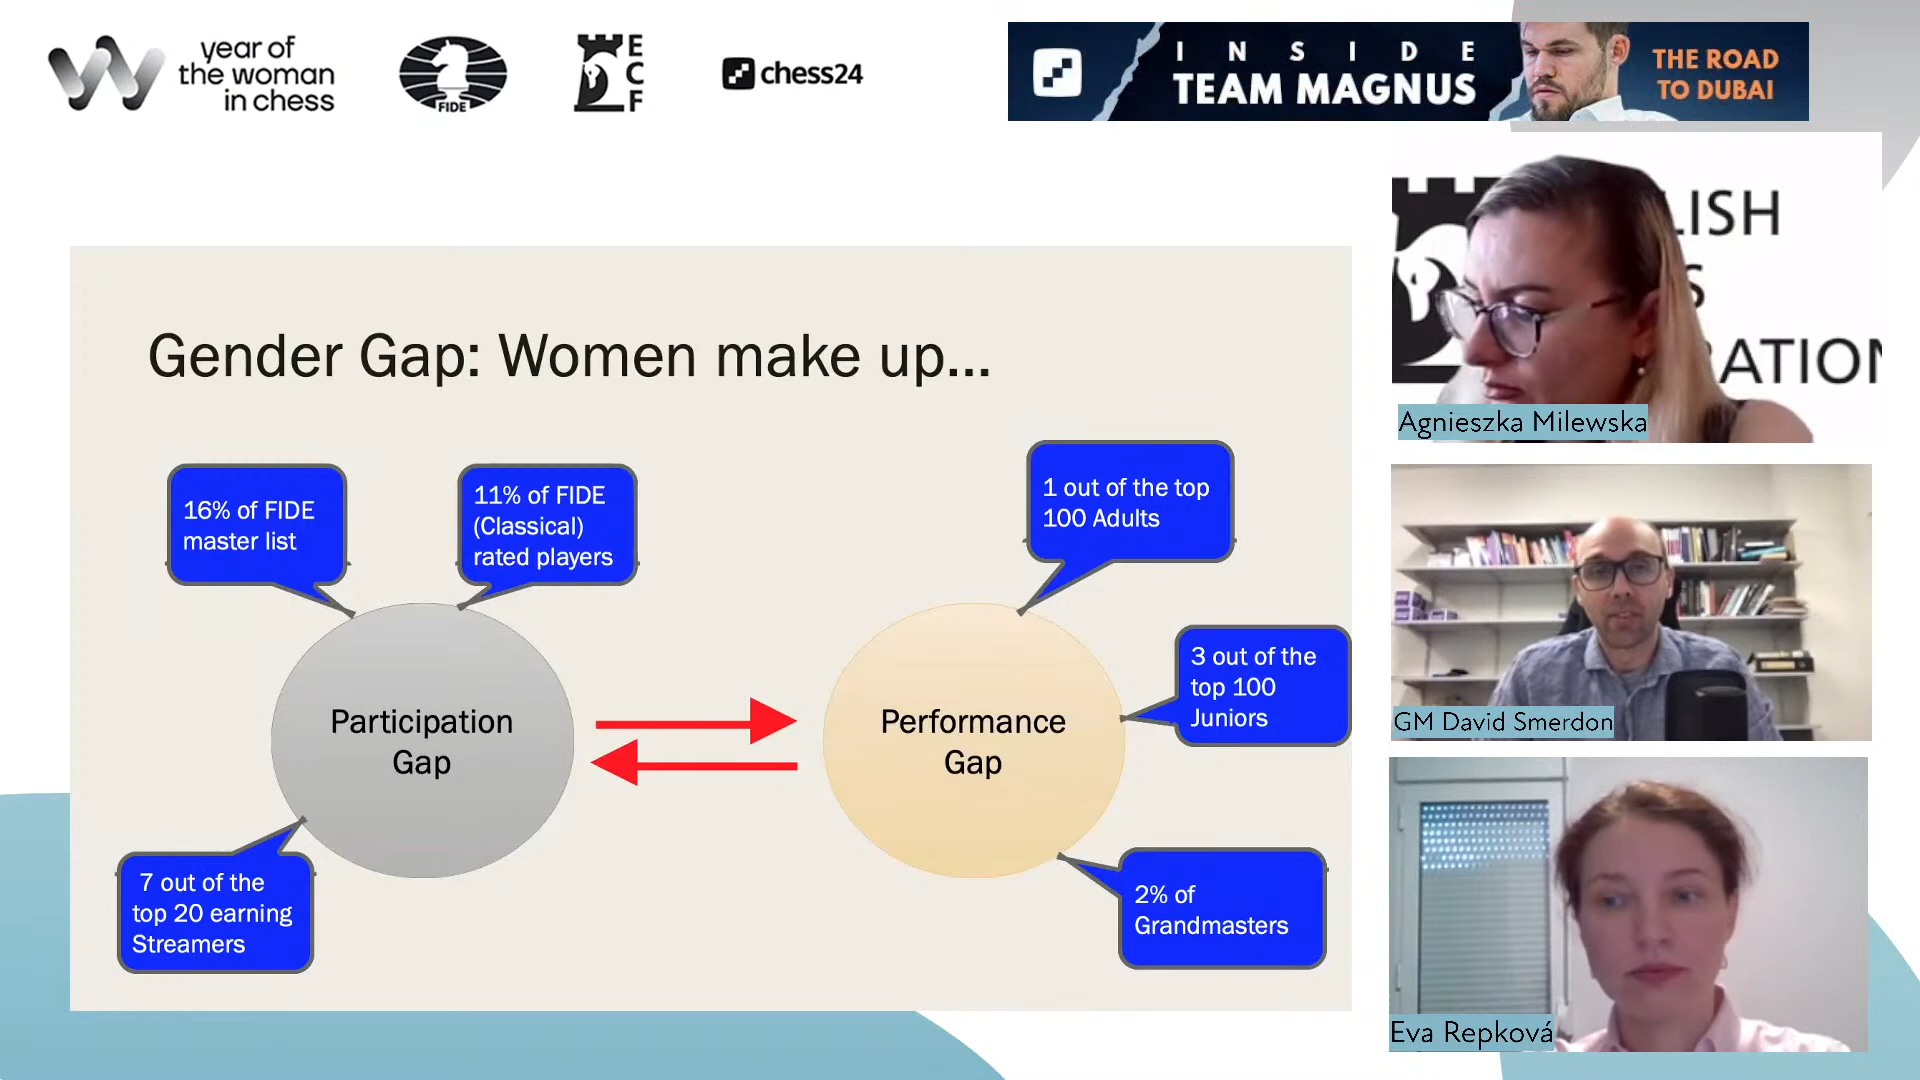 year of
the woman
in chess
FIDE
E
C
F
chess24
INSIDE
TEAM MAGNUS
THE ROAD
TO DUBAI
LISH
S
RATION
Agnieszka Milewska
Gender Gap: Women make up...
16% of FIDE
master list
11% of FIDE
(Classical)
rated players
1 out of the top
100 Adults
3 out of the
top 100
Juniors
Participation
Gap
Performance
Gap
7 out of the
top 20 earning
Streamers
2% of
Grandmasters
GM David Smerdon
Eva Repková